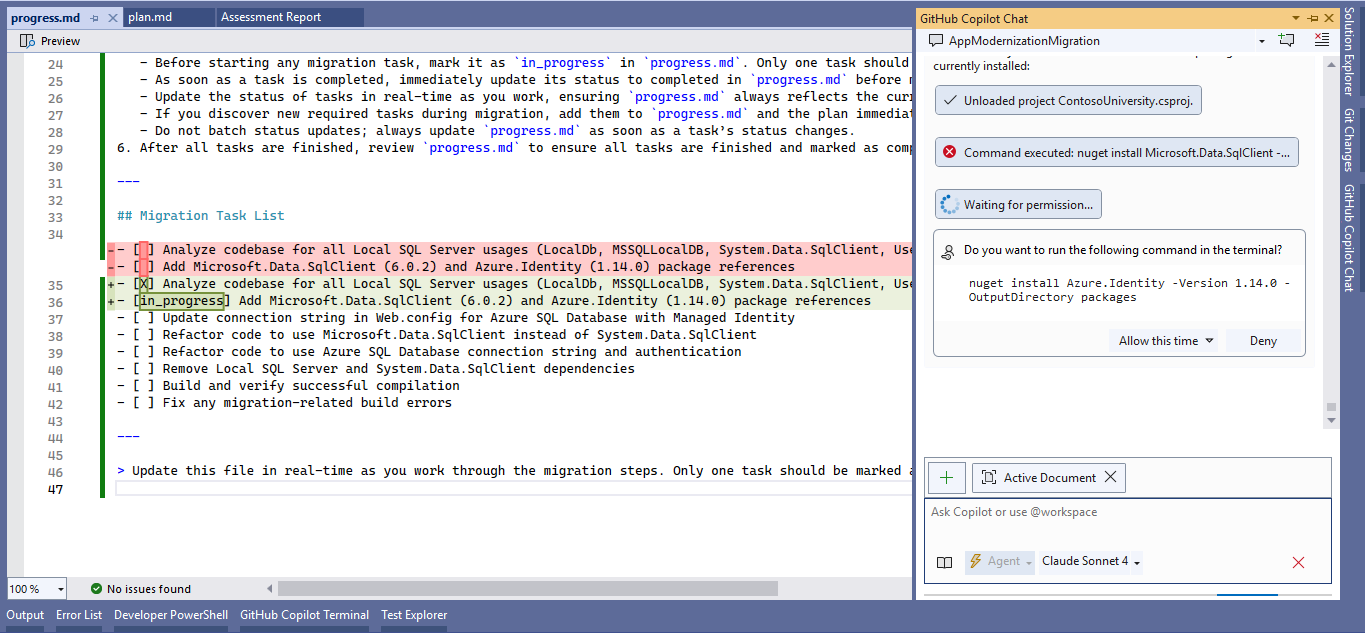 progress.md
plan.md
Assessment Report
Preview
24 - Before starting any migration task, mark it as `in_progress` in `progress.md`. Only one task should
25 - As soon as a task is completed, immediately update its status to completed in `progress.md` before
26 - Update the status of tasks in real-time as you work, ensuring `progress.md` always reflects the
27 - If you discover new required tasks during migration, add them to `progress.md` and the plan
28 - Do not batch status updates; always update `progress.md` as soon as a task's status changes.
29 6. After all tasks are finished, review `progress.md` to ensure all tasks are finished and marked as
30
31 ---
32
33 ## Migration Task List
34
- - [ ] Analyze codebase for all Local SQL Server usages (LocalDb, MSSQLLocalDB, System.Data.SqlClient, Use
- - [ ] Add Microsoft.Data.SqlClient (6.0.2) and Azure.Identity (1.14.0) package references
35 + - [X] Analyze codebase for all Local SQL Server usages (LocalDb, MSSQLLocalDB, System.Data.SqlClient, Use
36 + - [in_progress] Add Microsoft.Data.SqlClient (6.0.2) and Azure.Identity (1.14.0) package references
37 - [ ] Update connection string in Web.config for Azure SQL Database with Managed Identity
38 - [ ] Refactor code to use Microsoft.Data.SqlClient instead of System.Data.SqlClient
39 - [ ] Refactor code to use Azure SQL Database connection string and authentication
40 - [ ] Remove Local SQL Server and System.Data.SqlClient dependencies
41 - [ ] Build and verify successful compilation
42 - [ ] Fix any migration-related build errors
43
44 ---
45
46 > Update this file in real-time as you work through the migration steps. Only one task should be marked
47
100 %
No issues found
Output
Error List
Developer PowerShell
GitHub Copilot Terminal
Test Explorer
GitHub Copilot Chat
AppModernizationMigration
currently installed:
Unloaded project ContosoUniversity.csproj.
Command executed: nuget install Microsoft.Data.SqlClient -...
Waiting for permission...
Do you want to run the following command in the terminal?
nuget install Azure.Identity -Version 1.14.0 -
OutputDirectory packages
Allow this time
Deny
Active Document
Ask Copilot or use @workspace
Agent
Claude Sonnet 4
Solution Explorer
Git Changes
GitHub Copilot Chat